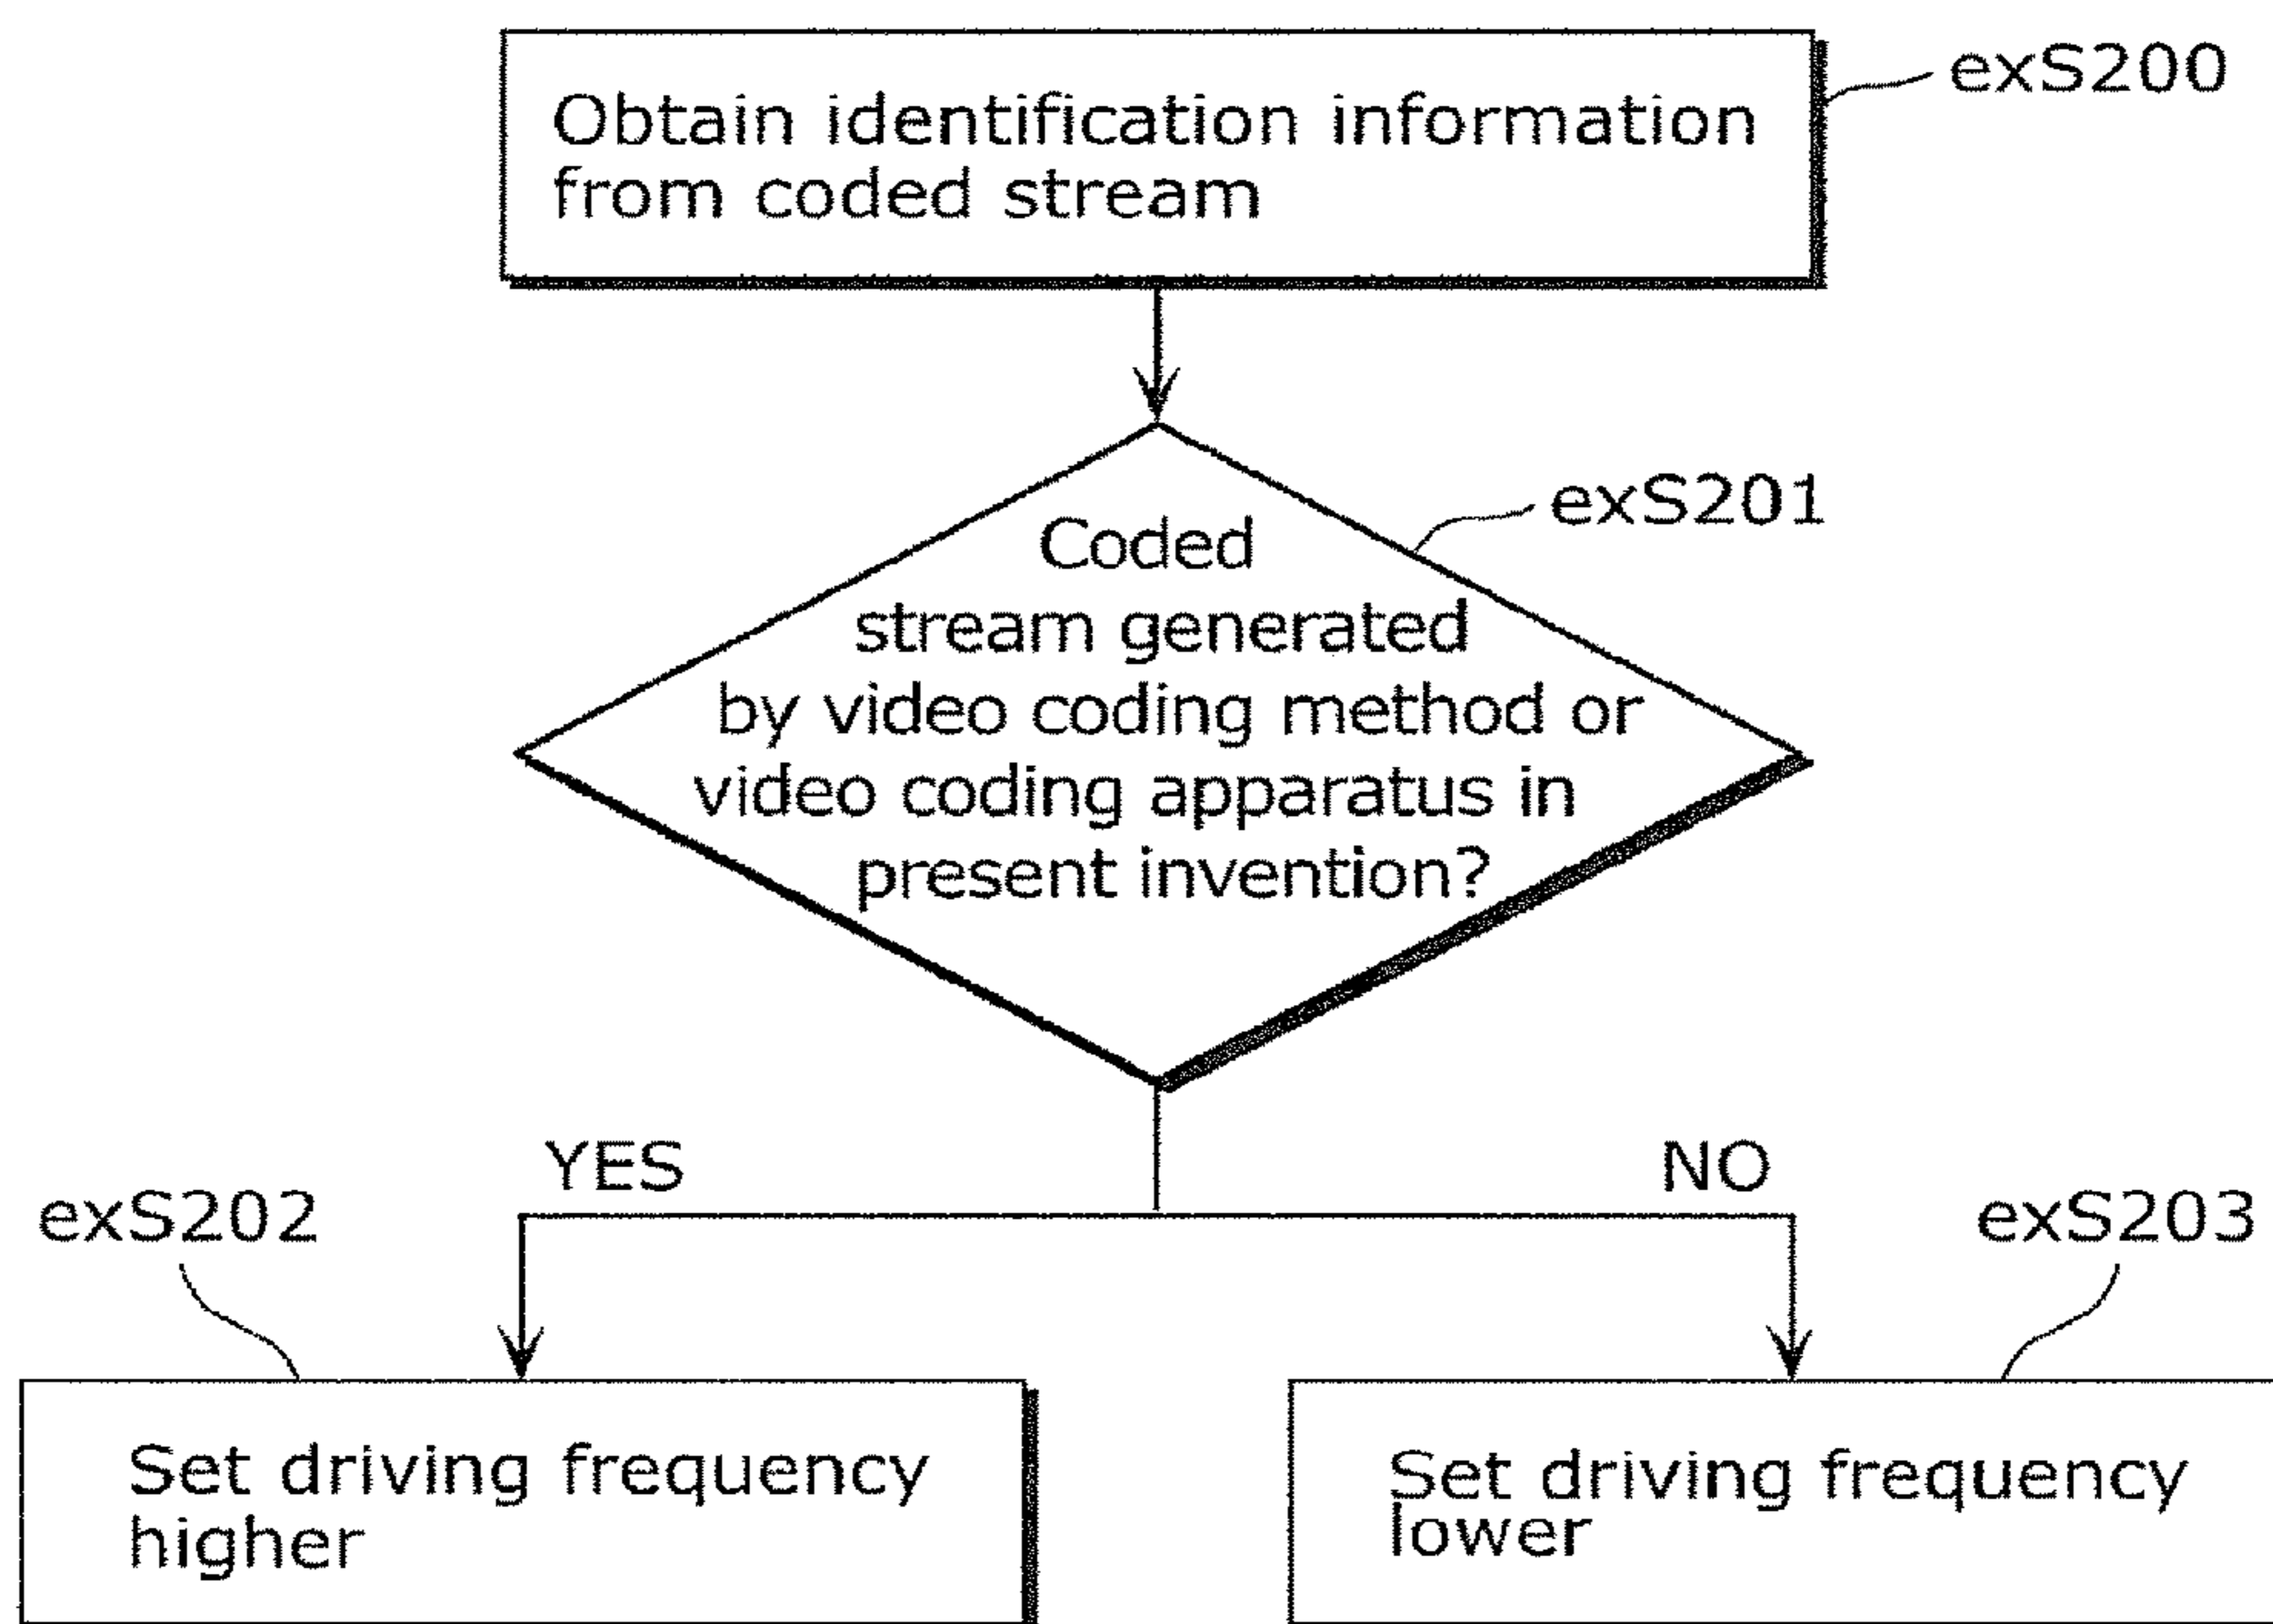 exS200
Obtain identification information
from coded stream
exS201
Coded
stream generated
by video coding method or
video coding apparatus in
present invention?
YES
NO
exS202
exS203
Set driving frequency
higher
Set driving frequency
lower